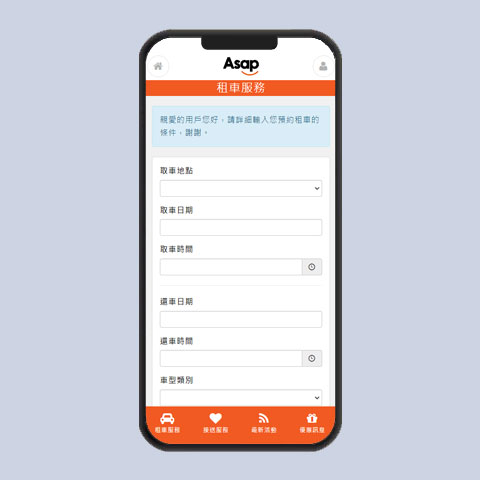 Asap
租車服務
親愛的用戶您好，請詳細輸入您預約租車的
條件，謝謝。
取車地點
取車日期
取車時間
還車日期
還車時間
車型類別
租車服務
接送服務
最新活動
優惠訊息